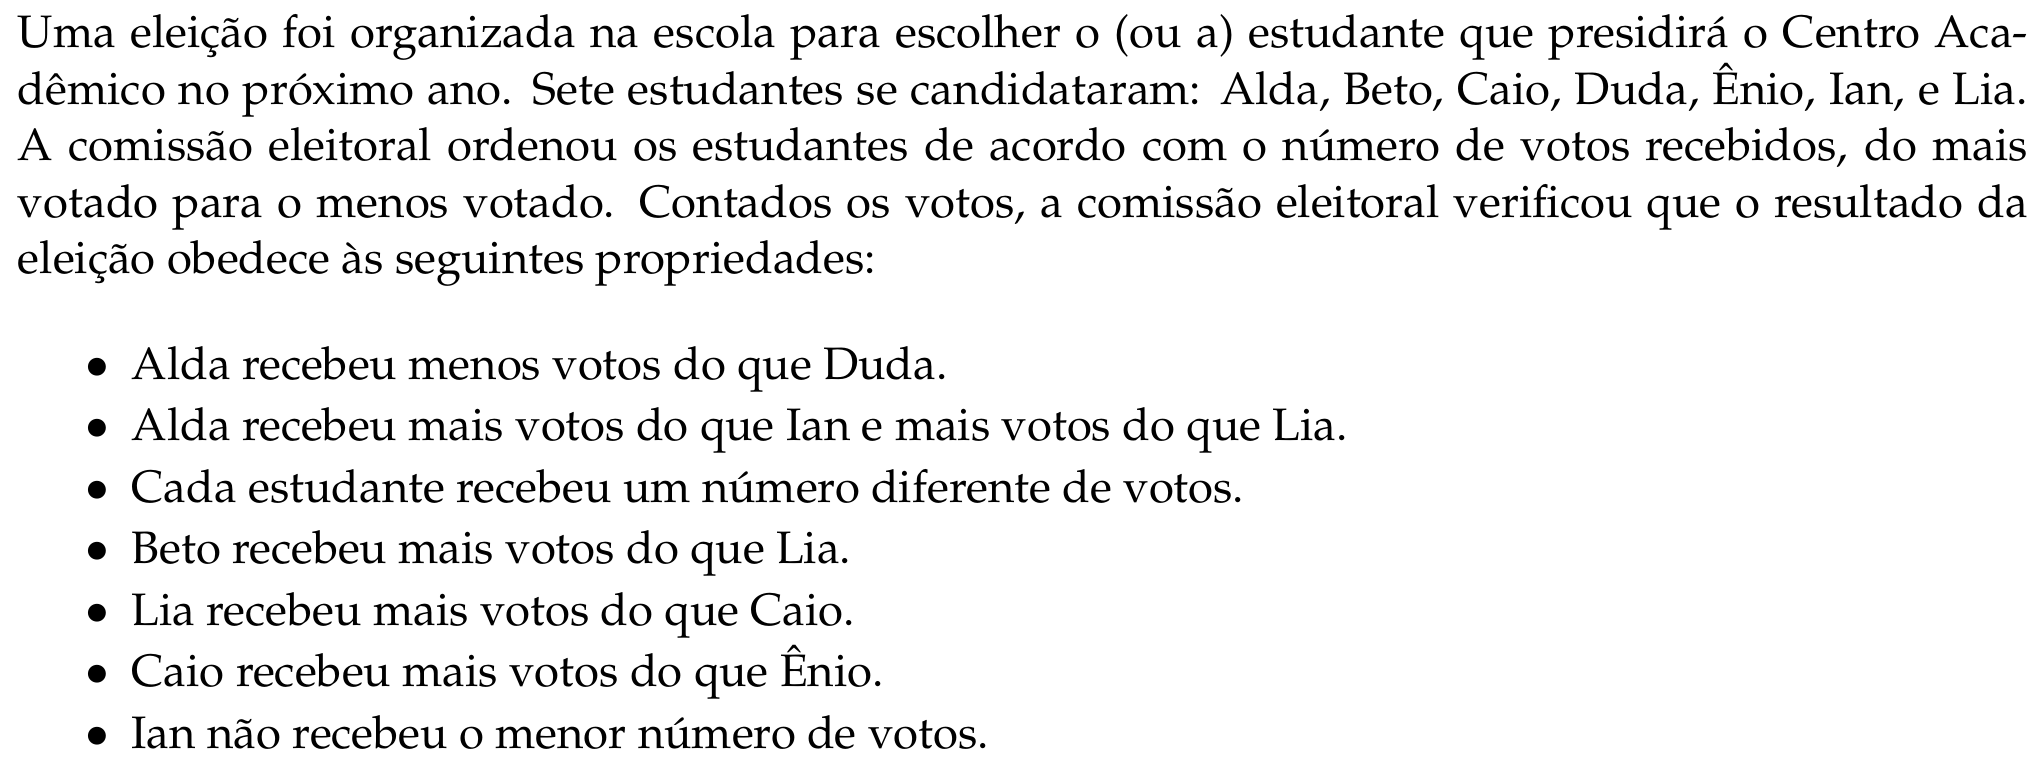 Uma eleição foi organizada na escola para escolher o (ou a) estudante que presidirá o Centro Aca-
dêmico no próximo ano. Sete estudantes se candidataram: Alda, Beto, Caio, Duda, Ênio, Ian, e Lia.
A comissão eleitoral ordenou os estudantes de acordo com o número de votos recebidos, do mais
votado para o menos votado. Contados os votos, a comissão eleitoral verificou que o resultado da
eleição obedece às seguintes propriedades:
• Alda recebeu menos votos do que Duda.
• Alda recebeu mais votos do que Ian e mais votos do que Lia.
• Cada estudante recebeu um número diferente de votos.
• Beto recebeu mais votos do que Lia.
• Lia recebeu mais votos do que Caio.
• Caio recebeu mais votos do que Ênio.
• Ian não recebeu o menor número de votos.